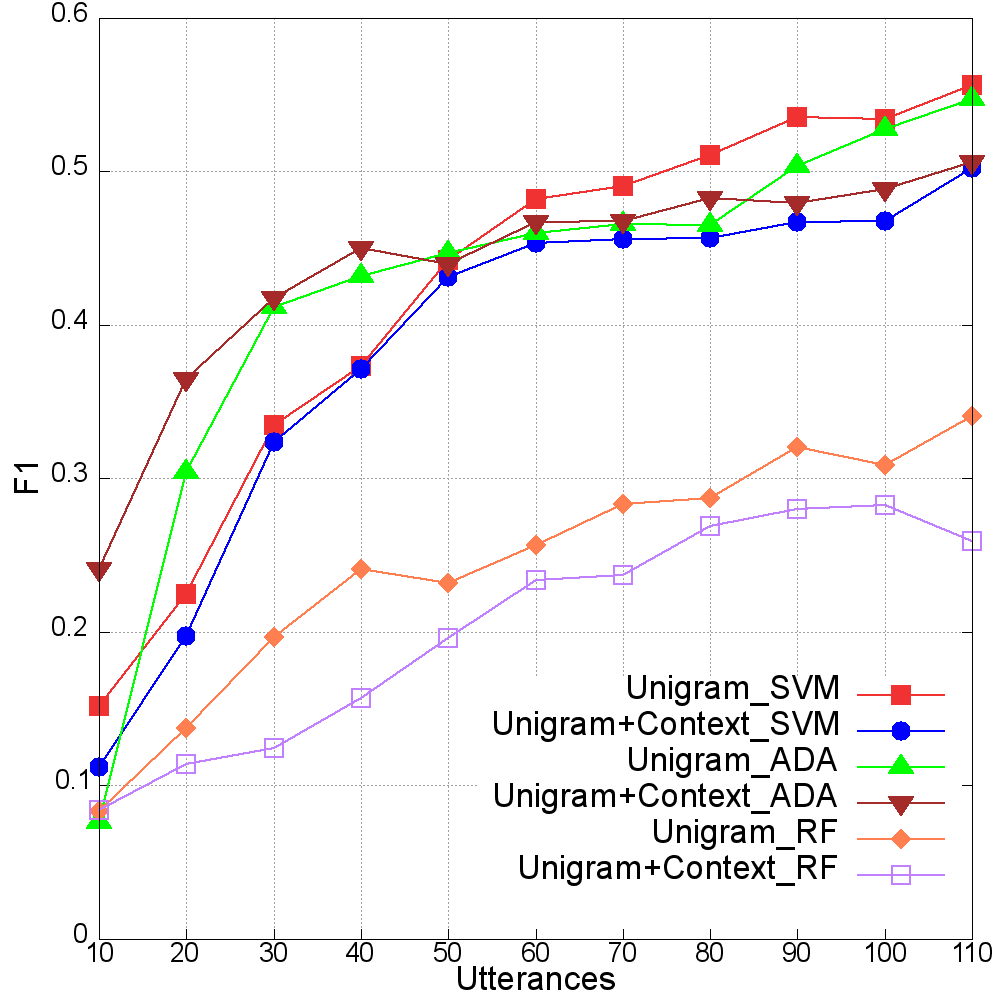 0.6
0.5
0.4
0.3
0.2
0.1
0
F1
Unigram_SVM
Unigram+Context_SVM
Unigram_ADA
Unigram+Context_ADA
Unigram_RF
Unigram+Context_RF
10 20 30 40 50 60 70 80 90 100 110
Utterances